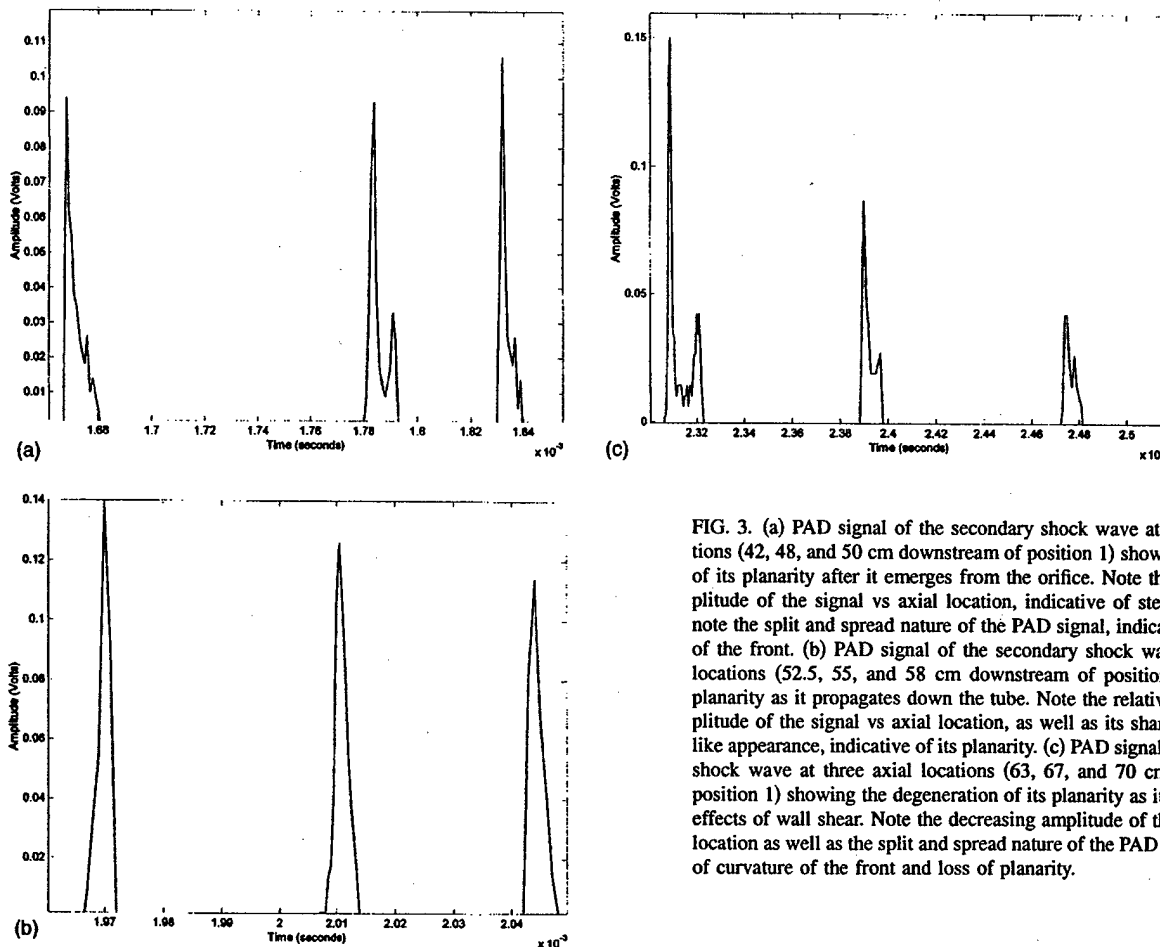 0.11
0.1
0.09
0.08
0.07
0.06
0.05
0.04
0.03
0.02
0.01
Amplitude (Volts)
1.68 1.7 1.72 1.74 1.76 1.78 1.8 1.82 1.84
Time (seconds)
x 10⁻³
(a)
0.15
0.1
0.05
0
Amplitude (Volts)
2.32 2.34 2.36 2.38 2.4 2.42 2.44 2.46 2.48 2.5
Time (seconds)
x 10
(c)
0.14
0.12
0.1
0.08
0.06
0.04
0.02
Amplitude (Volts)
1.97 1.98 1.99 2 2.01 2.02 2.03 2.04
Time (seconds)
x 10⁻³
(b)
FIG. 3. (a) PAD signal of the secondary shock wave at
tions (42, 48, and 50 cm downstream of position 1) show
of its planarity after it emerges from the orifice. Note th
plitude of the signal vs axial location, indicative of ste
note the split and spread nature of the PAD signal, indica
of the front. (b) PAD signal of the secondary shock wa
locations (52.5, 55, and 58 cm downstream of position
planarity as it propagates down the tube. Note the relativ
plitude of the signal vs axial location, as well as its shar
like appearance, indicative of its planarity. (c) PAD signal
shock wave at three axial locations (63, 67, and 70 cm
position 1) showing the degeneration of its planarity as i
effects of wall shear. Note the decreasing amplitude of th
location as well as the split and spread nature of the PAD
of curvature of the front and loss of planarity.